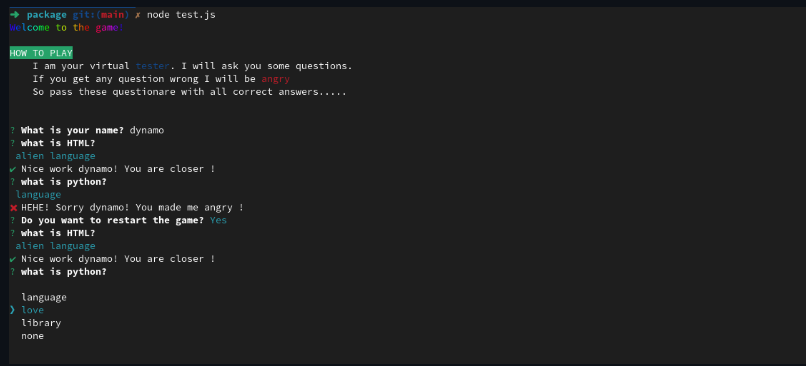 ➜ package git:(main) ✗ node test.js
Welcome to the game
HOW TO PLAY
I am your virtual tester. I will ask you some questions.
If you get any question wrong I will be angry
So pass these questionare with all correct answers.....
? What is your name? dynamo
? what is HTML?
alien language
✔ Nice work dynamo! You are closer !
? what is python?
language
✖ HEHE! Sorry dynamo! You made me angry !
? Do you want to restart the game? Yes
? what is HTML?
alien language
✔ Nice work dynamo! You are closer !
? what is python?
language
❯ love
library
none